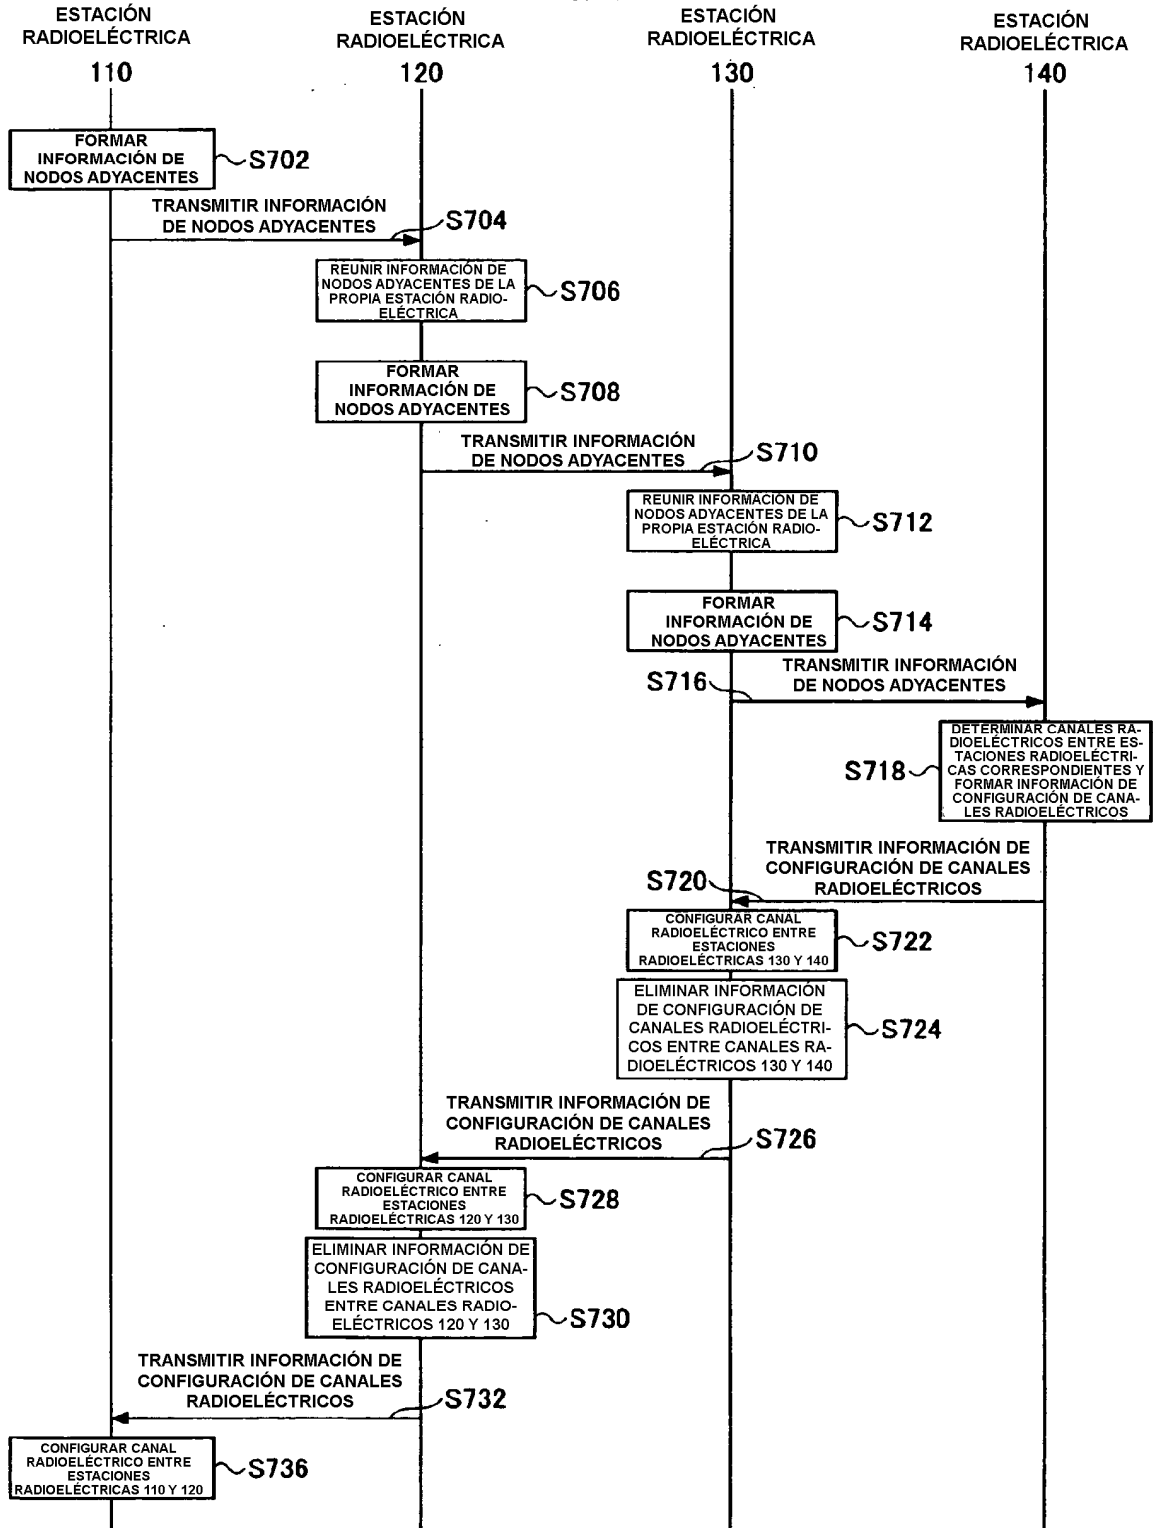 ESTACIÓN
RADIOELÉCTRICA
110
ESTACIÓN
RADIOELÉCTRICA
120
ESTACIÓN
RADIOELÉCTRICA
130
ESTACIÓN
RADIOELÉCTRICA
140
FORMAR
INFORMACIÓN DE
NODOS ADYACENTES
S702
TRANSMITIR INFORMACIÓN
DE NODOS ADYACENTES
S704
REUNIR INFORMACIÓN DE
NODOS ADYACENTES DE LA
PROPIA ESTACIÓN RADIO-
ELÉCTRICA
S706
FORMAR
INFORMACIÓN DE
NODOS ADYACENTES
S708
TRANSMITIR INFORMACIÓN
DE NODOS ADYACENTES
S710
REUNIR INFORMACIÓN DE
NODOS ADYACENTES DE LA
PROPIA ESTACIÓN RADIO-
ELÉCTRICA
S712
FORMAR
INFORMACIÓN DE
NODOS ADYACENTES
S714
TRANSMITIR INFORMACIÓN
DE NODOS ADYACENTES
S716
DETERMINAR CANALES RA-
DIOELÉCTRICOS ENTRE ES-
TACIONES RADIOELÉCTRI-
CAS CORRESPONDIENTES Y
FORMAR INFORMACIÓN DE
CONFIGURACIÓN DE CANA-
LES RADIOELÉCTRICOS
S718
TRANSMITIR INFORMACIÓN DE
CONFIGURACIÓN DE CANALES
RADIOELÉCTRICOS
S720
CONFIGURAR CANAL
RADIOELÉCTRICO ENTRE
ESTACIONES
RADIOELÉCTRICAS 130 Y 140
S722
ELIMINAR INFORMACIÓN
DE CONFIGURACIÓN DE
CANALES RADIOELÉCTRI-
COS ENTRE CANALES RA-
DIOELÉCTRICOS 130 Y 140
S724
TRANSMITIR INFORMACIÓN DE
CONFIGURACIÓN DE CANALES
RADIOELÉCTRICOS
S726
CONFIGURAR CANAL
RADIOELÉCTRICO ENTRE
ESTACIONES
RADIOELÉCTRICAS 120 Y 130
S728
ELIMINAR INFORMACIÓN DE
CONFIGURACIÓN DE CANA-
LES RADIOELÉCTRICOS
ENTRE CANALES RADIO-
ELÉCTRICOS 120 Y 130
S730
TRANSMITIR INFORMACIÓN DE
CONFIGURACIÓN DE CANALES
RADIOELÉCTRICOS
S732
CONFIGURAR CANAL
RADIOELÉCTRICO ENTRE
ESTACIONES
RADIOELÉCTRICAS 110 Y 120
S736